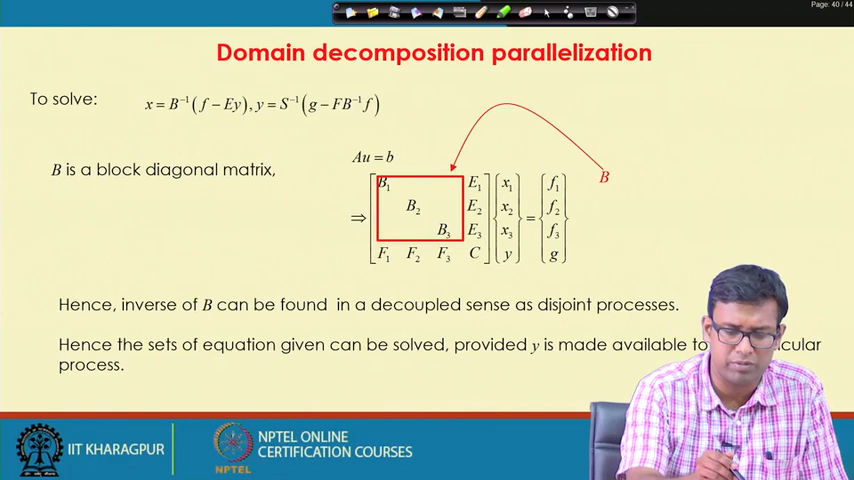 Page: 40 / 44
Domain decomposition parallelization
To solve: x = B⁻¹(f − Ey), y = S⁻¹(g − FB⁻¹f)
Au = b
B is a block diagonal matrix,
B
B₁ E₁ x₁ f₁
B₂ E₂ x₂ f₂
⇒ =
B₃ E₃ x₃ f₃
F₁ F₂ F₃ C y g
Hence, inverse of B can be found in a decoupled sense as disjoint processes.
Hence the sets of equation given can be solved, provided y is made available to
process.
IIT KHARAGPUR
NPTEL
NPTEL ONLINE
CERTIFICATION COURSES